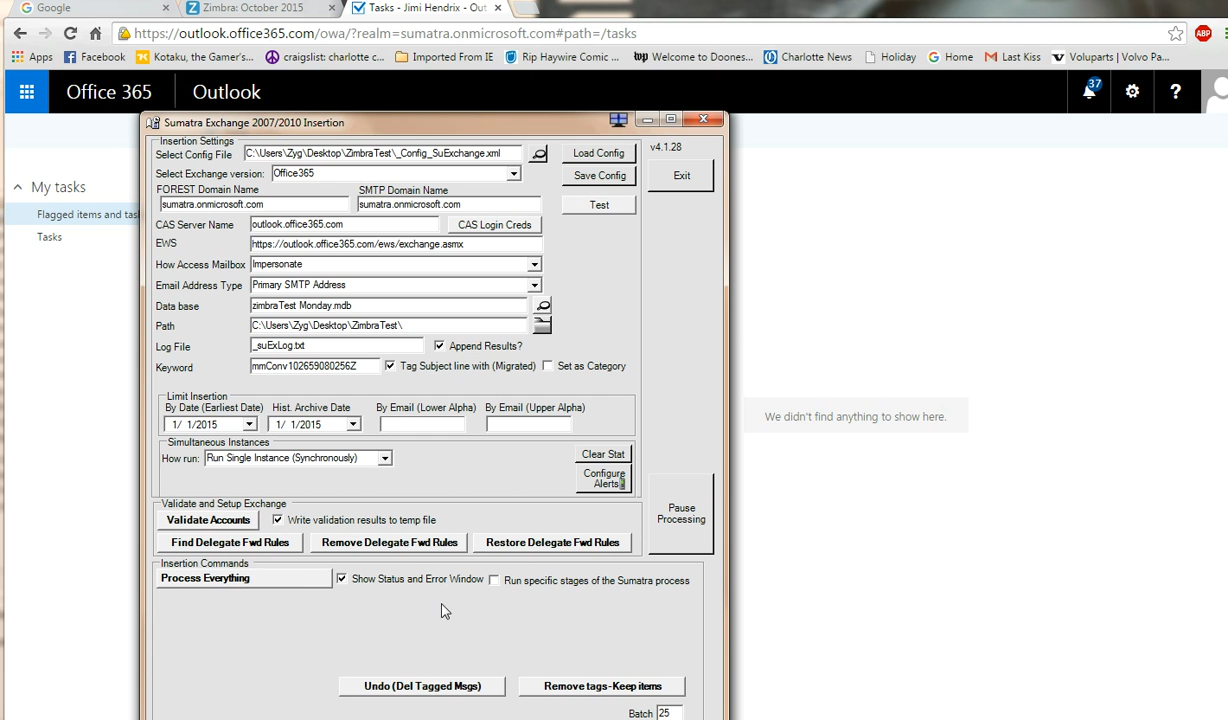 Google
Zimbra: October 2015
Tasks - Jimi Hendrix - Out
https://outlook.office365.com/owa/?realm=sumatra.onmicrosoft.com#path=/tasks
ABP
Apps
Facebook
Kotaku, the Gamer's...
craigslist: charlotte c...
Imported From IE
Rip Haywire Comic ...
wp Welcome to Doones...
Charlotte News
Holiday
Home
Last Kiss
Voluparts | Volvo Pa...
Office 365
Outlook
37
?
My tasks
Flagged items and tas
Tasks
We didn't find anything to show here.
Sumatra Exchange 2007/2010 Insertion
Insertion Settings
Select Config File C:\Users\Zyg\Desktop\ZimbraTest\_Config_SuExchange.xml
Load Config
v4.1.28
Select Exchange version: Office365
Save Config
Exit
FOREST Domain Name
SMTP Domain Name
sumatra.onmicrosoft.com
sumatra.onmicrosoft.com
Test
CAS Server Name outlook.office365.com
CAS Login Creds
EWS https://outlook.office365.com/ews/exchange.asmx
How Access Mailbox Impersonate
Email Address Type Primary SMTP Address
Data base zimbraTest Monday.mdb
Path C:\Users\Zyg\Desktop\ZimbraTest\
Log File _suExLog.txt Append Results?
Keyword mmConv102659080256Z Tag Subject line with (Migrated) Set as Category
Limit Insertion
By Date (Earliest Date) Hist. Archive Date By Email (Lower Alpha) By Email (Upper Alpha)
1/ 1/2015 1/ 1/2015
Simultaneous Instances
How run: Run Single Instance (Synchronously)
Clear Stat
Configure
Alerts
Validate and Setup Exchange
Validate Accounts Write validation results to temp file
Pause
Processing
Find Delegate Fwd Rules Remove Delegate Fwd Rules Restore Delegate Fwd Rules
Insertion Commands
Process Everything Show Status and Error Window Run specific stages of the Sumatra process
Undo (Del Tagged Msgs) Remove tags-Keep items
Batch 25